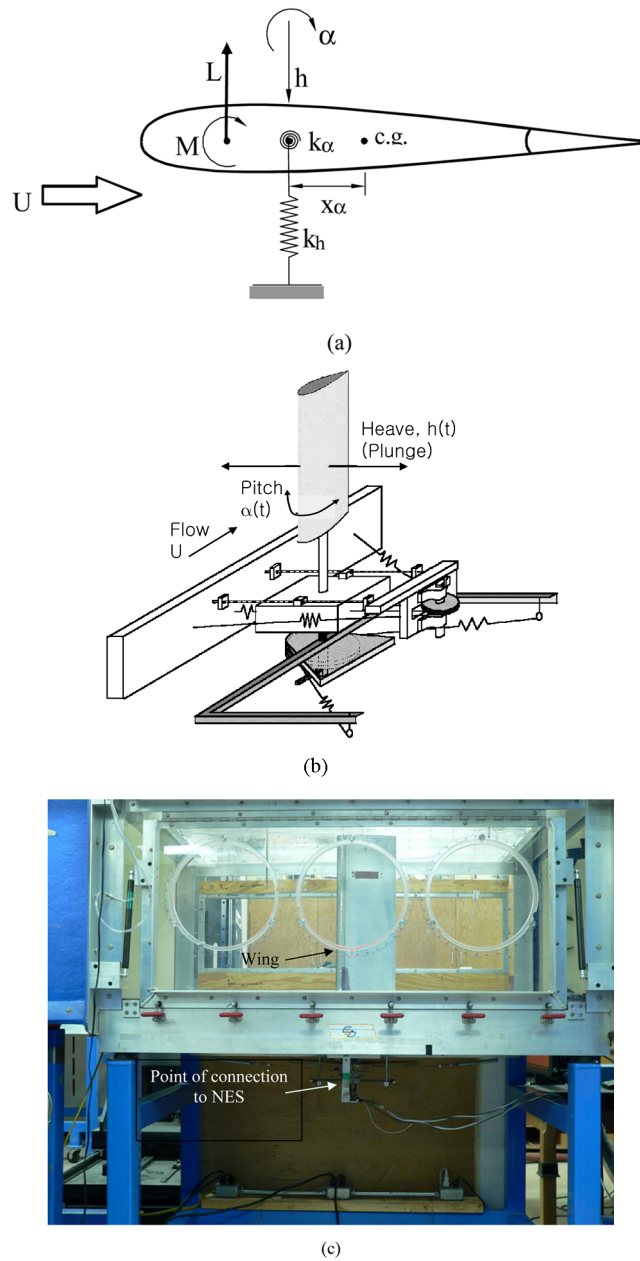 α
h
L
M
kα
c.g.
U
xα
kh
(a)
Heave, h(t)
(Plunge)
Pitch
α(t)
Flow
U
(b)
Wing
Point of connection
to NES
(c)